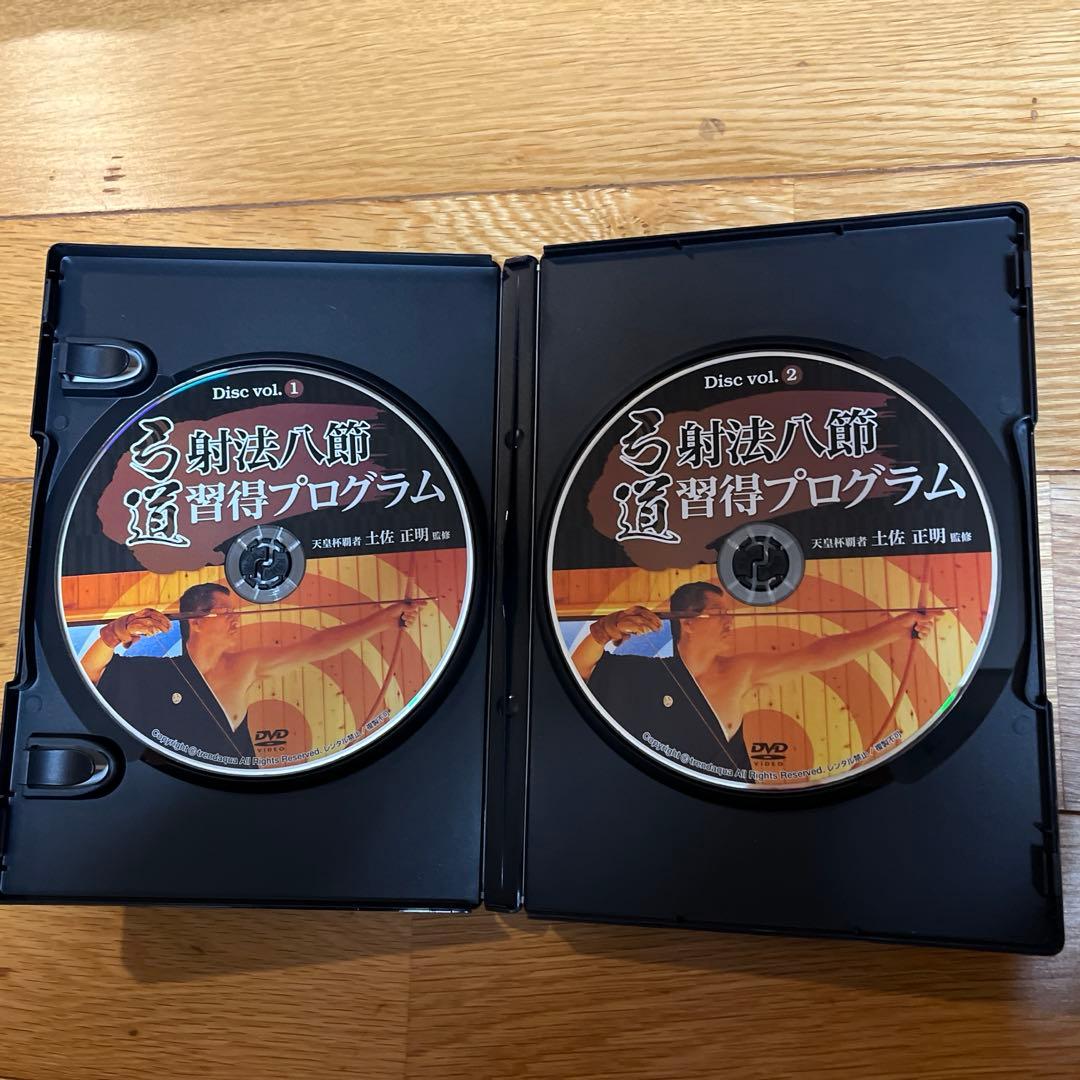 Disc vol. 1
弓道
射法八節
習得プログラム
天皇杯覇者 土佐 正明 監修
DVD
VIDEO
Copyright © trendaqua All Rights Reserved. レンタル禁止 / 複製不可
Disc vol. 2
弓道
射法八節
習得プログラム
天皇杯覇者 土佐 正明 監修
DVD
VIDEO
Copyright © trendaqua All Rights Reserved. レンタル禁止 / 複製不可